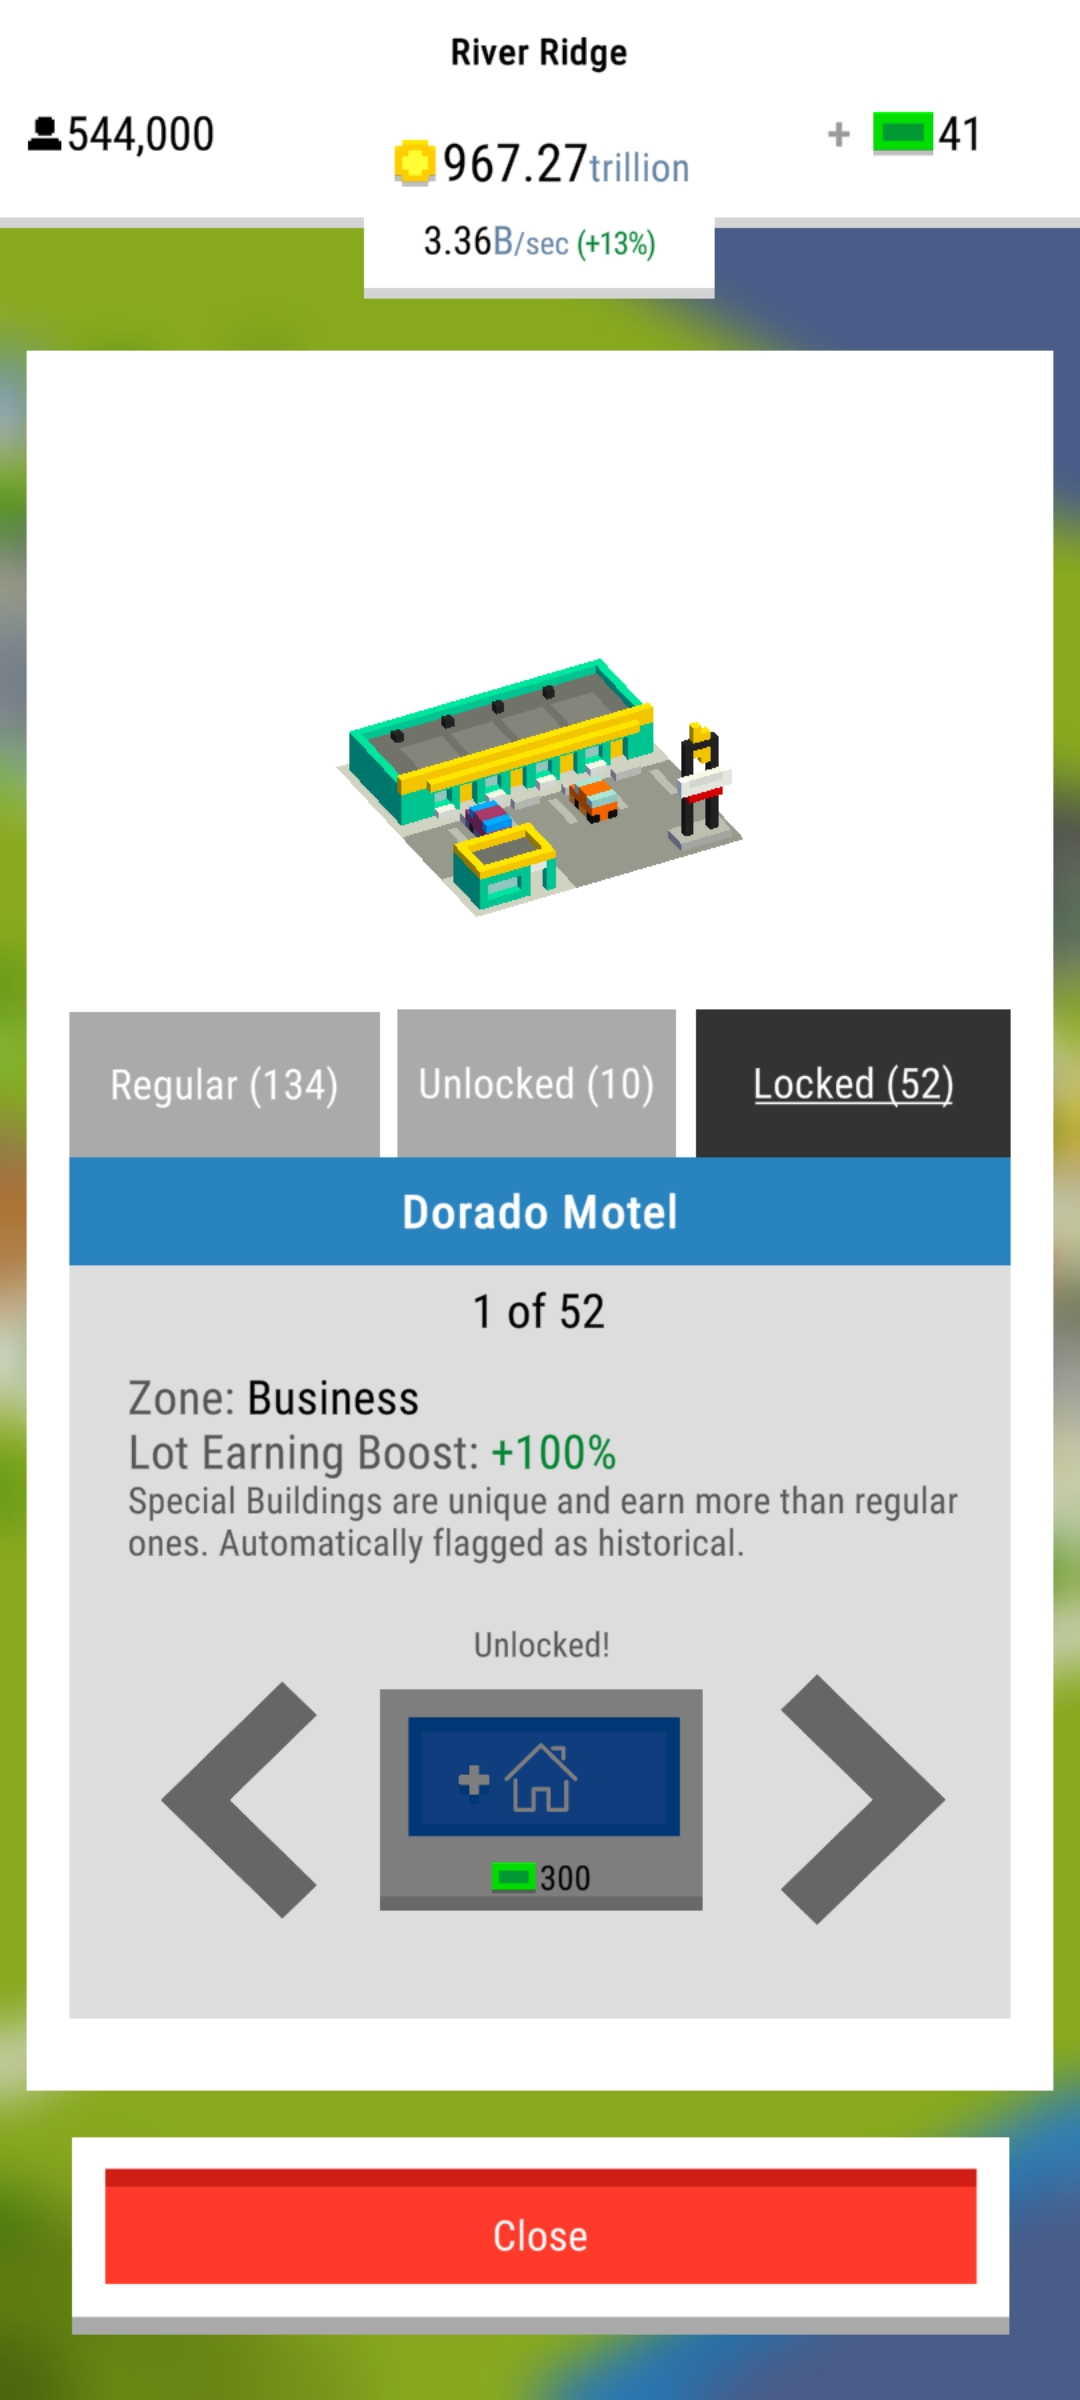 River Ridge
544,000
967.27trillion
+ 41
3.36B/sec (+13%)
Regular (134)
Unlocked (10)
Locked (52)
Dorado Motel
1 of 52
Zone: Business
Lot Earning Boost: +100%
Special Buildings are unique and earn more than regular
ones. Automatically flagged as historical.
Unlocked!
+
300
Close